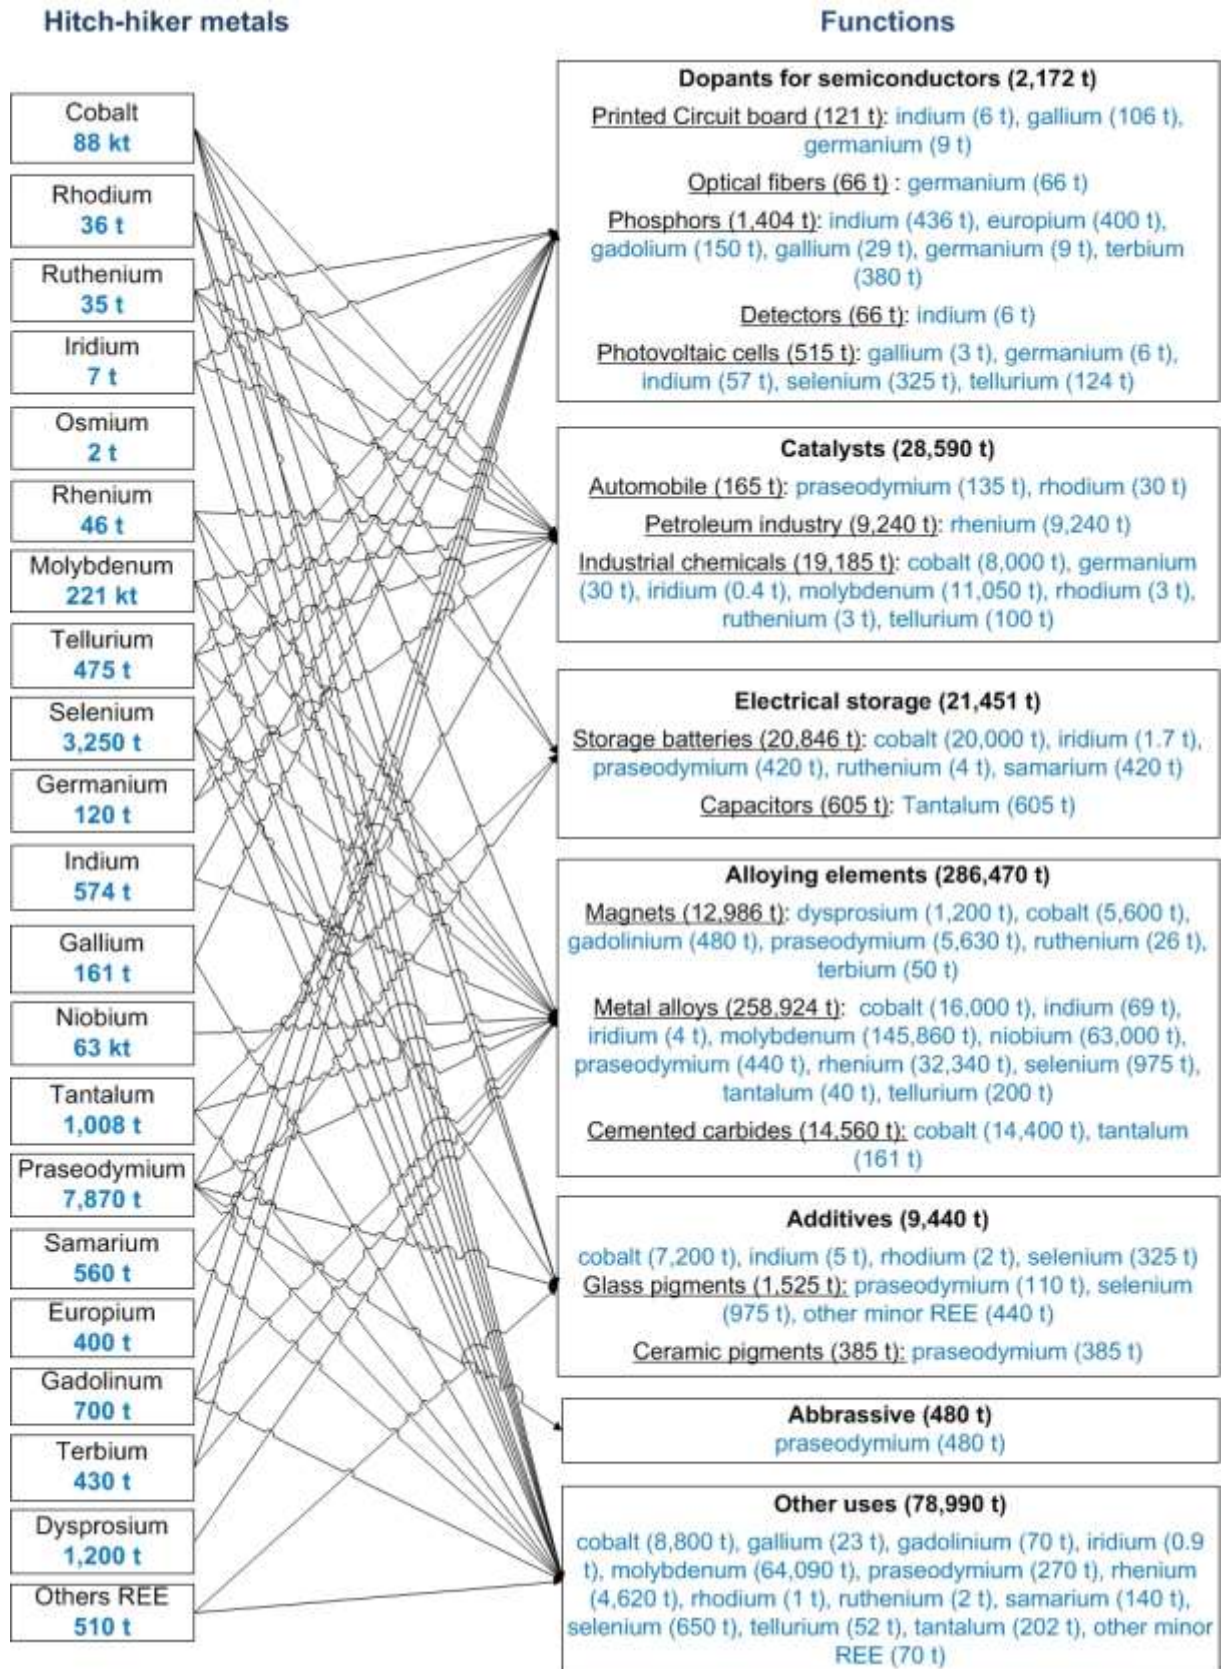 Hitch-hiker metals
Cobalt
88 kt
Rhodium
36 t
Ruthenium
35 t
Iridium
7 t
Osmium
2 t
Rhenium
46 t
Molybdenum
221 kt
Tellurium
475 t
Selenium
3,250 t
Germanium
120 t
Indium
574 t
Gallium
161 t
Niobium
63 kt
Tantalum
1,008 t
Praseodymium
7,870 t
Samarium
560 t
Europium
400 t
Gadolinum
700 t
Terbium
430 t
Dysprosium
1,200 t
Others REE
510 t
Functions
Dopants for semiconductors (2,172 t)
Printed Circuit board (121 t): indium (6 t), gallium (106 t),
germanium (9 t)
Optical fibers (66 t) : germanium (66 t)
Phosphors (1,404 t): indium (436 t), europium (400 t),
gadolium (150 t), gallium (29 t), germanium (9 t), terbium
(380 t)
Detectors (66 t): indium (6 t)
Photovoltaic cells (515 t): gallium (3 t), germanium (6 t),
indium (57 t), selenium (325 t), tellurium (124 t)
Catalysts (28,590 t)
Automobile (165 t): praseodymium (135 t), rhodium (30 t)
Petroleum industry (9,240 t): rhenium (9,240 t)
Industrial chemicals (19,185 t): cobalt (8,000 t), germanium
(30 t), iridium (0.4 t), molybdenum (11,050 t), rhodium (3 t),
ruthenium (3 t), tellurium (100 t)
Electrical storage (21,451 t)
Storage batteries (20,846 t): cobalt (20,000 t), iridium (1.7 t),
praseodymium (420 t), ruthenium (4 t), samarium (420 t)
Capacitors (605 t): Tantalum (605 t)
Alloying elements (286,470 t)
Magnets (12,986 t): dysprosium (1,200 t), cobalt (5,600 t),
gadolinium (480 t), praseodymium (5,630 t), ruthenium (26 t),
terbium (50 t)
Metal alloys (258,924 t): cobalt (16,000 t), indium (69 t),
iridium (4 t), molybdenum (145,860 t), niobium (63,000 t),
praseodymium (440 t), rhenium (32,340 t), selenium (975 t),
tantalum (40 t), tellurium (200 t)
Cemented carbides (14,560 t): cobalt (14,400 t), tantalum
(161 t)
Additives (9,440 t)
cobalt (7,200 t), indium (5 t), rhodium (2 t), selenium (325 t)
Glass pigments (1,525 t): praseodymium (110 t), selenium
(975 t), other minor REE (440 t)
Ceramic pigments (385 t): praseodymium (385 t)
Abbrassive (480 t)
praseodymium (480 t)
Other uses (78,990 t)
cobalt (8,800 t), gallium (23 t), gadolinium (70 t), iridium (0.9
t), molybdenum (64,090 t), praseodymium (270 t), rhenium
(4,620 t), rhodium (1 t), ruthenium (2 t), samarium (140 t),
selenium (650 t), tellurium (52 t), tantalum (202 t), other minor
REE (70 t)